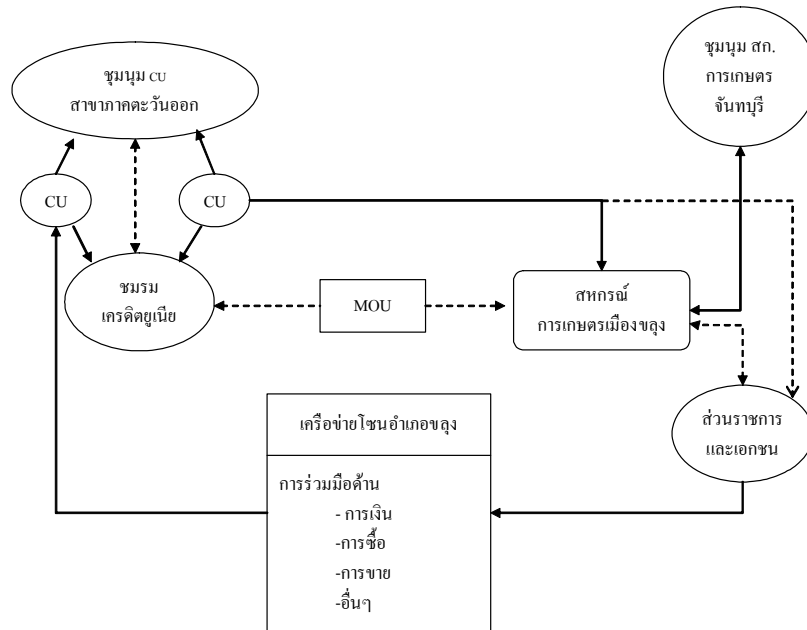 ชุมนุม CU
สาขาภาคตะวันออก
ชุมนุม สก.
การเกษตร
จันทบุรี
CU
CU
ชมรม
เครดิตยูเนีย
MOU
สหกรณ์
การเกษตรเมืองขลุง
ส่วนราชการ
และเอกชน
เครือข่ายโซนอำเภอขลุง
การร่วมมือด้าน
- การเงิน
-การซื้อ
-การขาย
-อื่นๆ